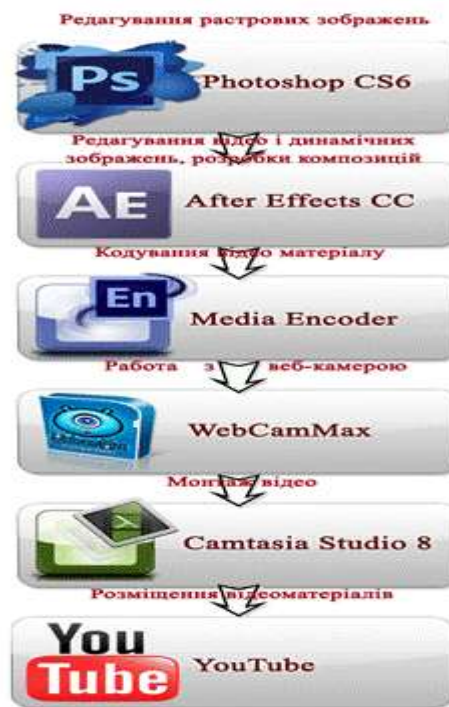 Редагування растрових зображень
Ps
Photoshop CS6
Редагування відео і динамічних
зображень, розробки композицій
AE
After Effects CC
Кодування відео матеріалу
En
Media Encoder
Работа з веб-камерою
WebCamMax
Монтаж відео
Camtasia Studio 8
Розміщення відеоматеріалів
You
Tube
YouTube